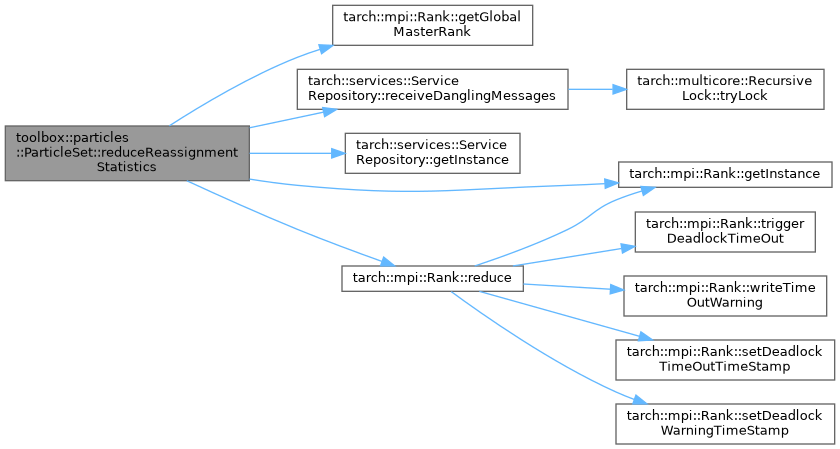 tarch::mpi::Rank::getGlobal
MasterRank
tarch::services::Service
Repository::receiveDanglingMessages
tarch::multicore::Recursive
Lock::tryLock
toolbox::particles
::ParticleSet::reduceReassignment
Statistics
tarch::services::Service
Repository::getInstance
tarch::mpi::Rank::getInstance
tarch::mpi::Rank::trigger
DeadlockTimeOut
tarch::mpi::Rank::reduce
tarch::mpi::Rank::writeTime
OutWarning
tarch::mpi::Rank::setDeadlock
TimeOutTimeStamp
tarch::mpi::Rank::setDeadlock
WarningTimeStamp